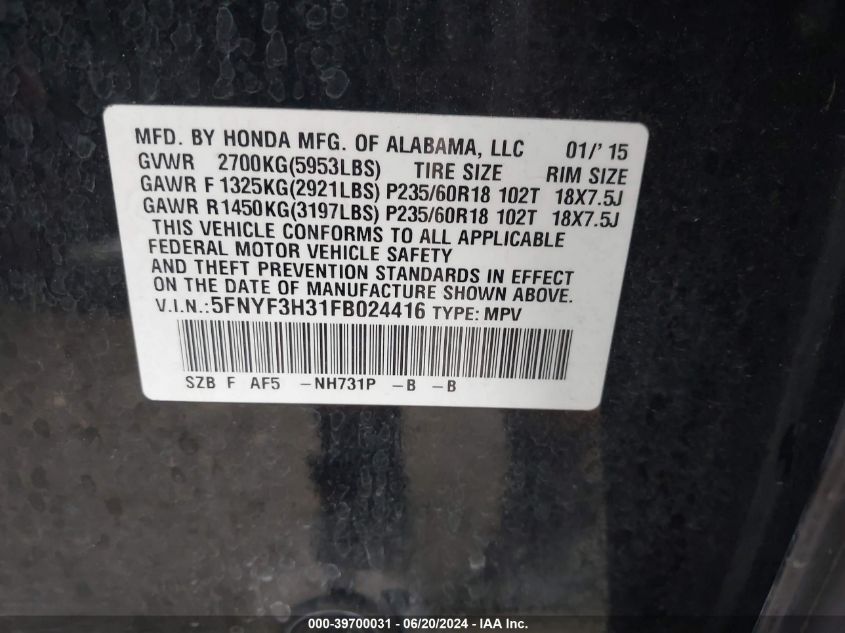 MFD. BY HONDA MFG. OF ALABAMA, LLC 01/'15
GVWR 2700KG(5953LBS) TIRE SIZE RIM SIZE
GAWR F 1325KG(2921LBS) P235/60R18 102T 18X7.5J
GAWR R 1450KG(3197LBS) P235/60R18 102T 18X7.5J
THIS VEHICLE CONFORMS TO ALL APPLICABLE
FEDERAL MOTOR VEHICLE SAFETY
AND THEFT PREVENTION STANDARDS IN EFFECT
ON THE DATE OF MANUFACTURE SHOWN ABOVE.
V.I.N.: 5FNYF3H31FB024416 TYPE: MPV
SZB F AF5 -NH731P -B -B
000-39700031 - 06/20/2024 - IAA Inc.